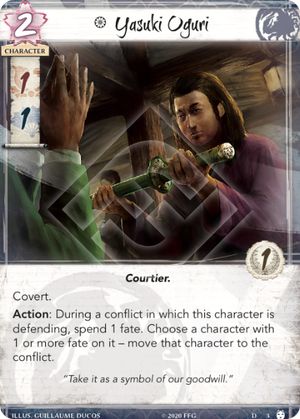 2
Yasuki Oguri
CHARACTER
1
1
1
Courtier.
Covert.
Action: During a conflict in which this character is
defending, spend 1 fate. Choose a character with
1 or more fate on it – move that character to the
conflict.
“Take it as a symbol of our goodwill.”
ILLUS. GUILLAUME DUCOS ©2020 FFG D 3